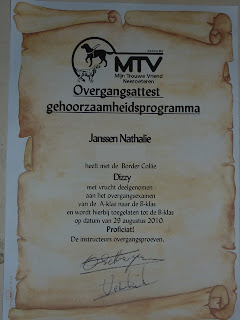 MTV
Mijn Trouwe Vriend
Neeroeteren
Overgangsattest
gehoorzaamheidsprogramma
Janssen Nathalie
heeft met de Border Collie
Dizzy
met vrucht deelgenomen
aan het overgangsexamen
van de A-klas naar de B-klas
en wordt hierbij toegelaten tot de B-klas
op datum van 29 augustus 2010.
Proficiat!
De instructeurs overgangsproeven.